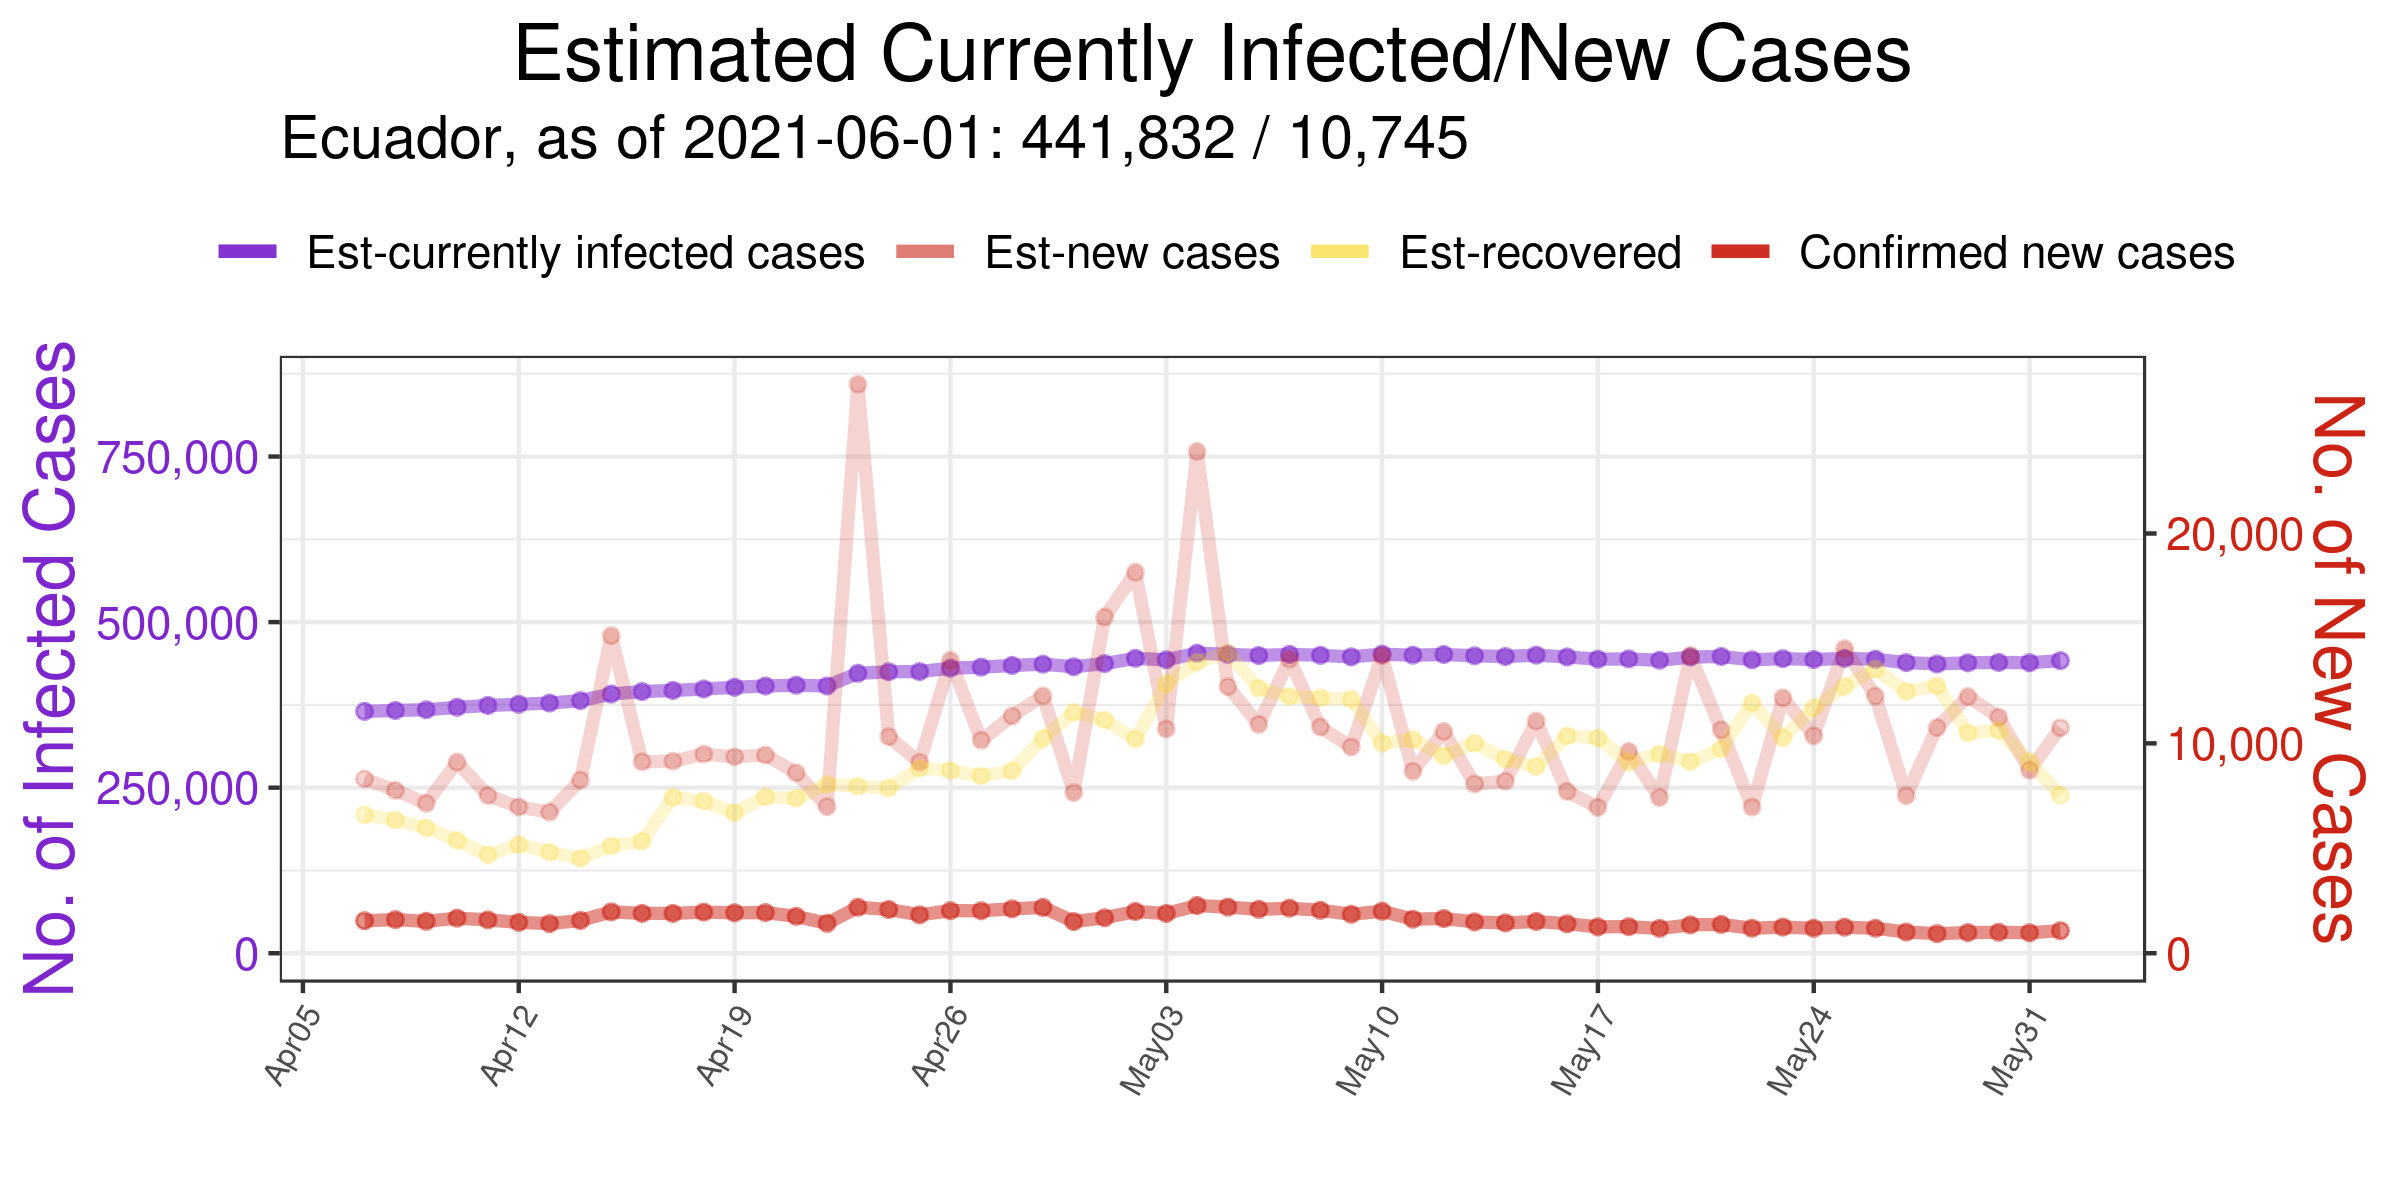 Estimated Currently Infected/New Cases
Ecuador, as of 2021-06-01: 441,832 / 10,745
Est-currently infected cases Est-new cases Est-recovered Confirmed new cases
No. of Infected Cases
750,000
500,000
250,000
0
20,000
10,000
0
No. of New Cases
Apr05 Apr12 Apr19 Apr26 May03 May10 May17 May24 May31